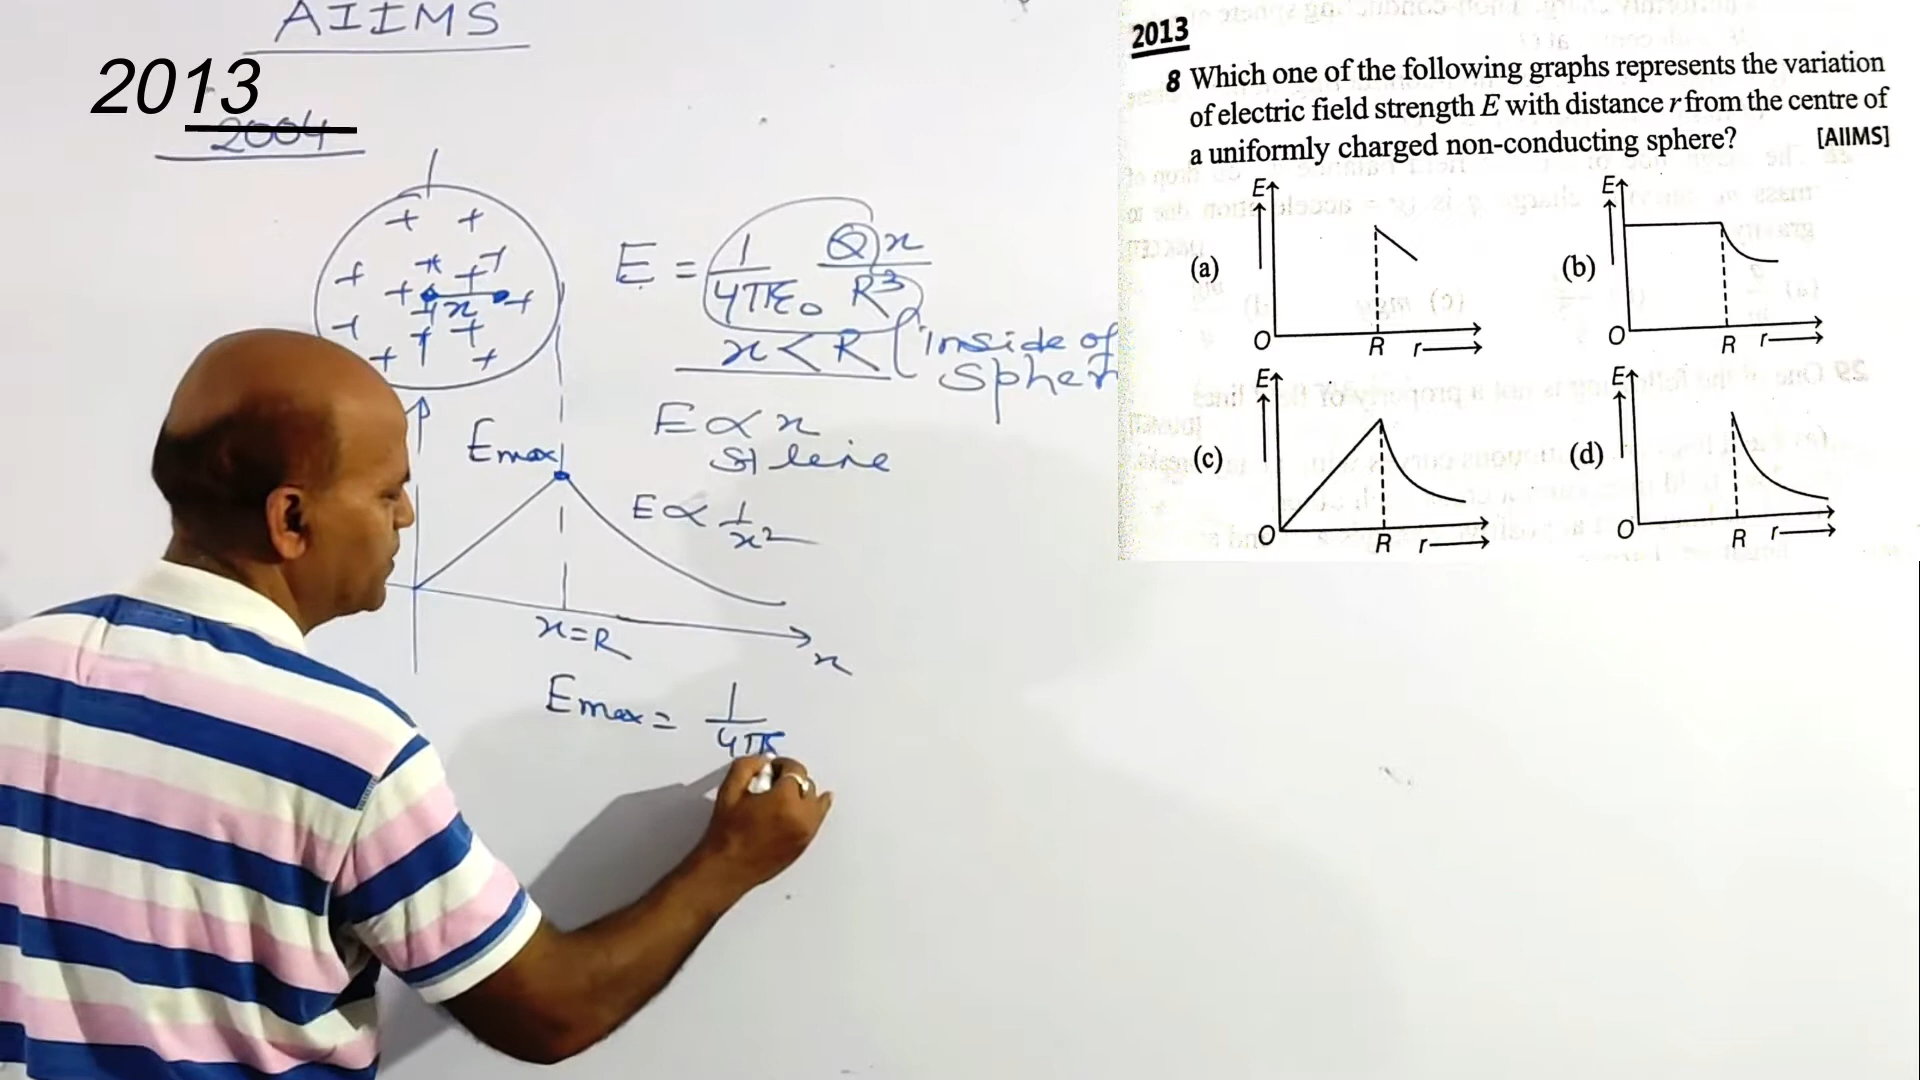 AIIMS
2013
2004
+ +
+ * + +
+ + x +
+ + +
+ +
E = 1/4πε₀ Qx/R³
x < R
inside of
spher
E ∝ x
St line
Emax
E ∝ 1/x²
x=R
x
Emax = 1/4π
2013
8 Which one of the following graphs represents the variation
of electric field strength E with distance r from the centre of
a uniformly charged non-conducting sphere? [AIIMS]
(a) E O R r
(b) E O R r
(c) E O R r
(d) E O R r